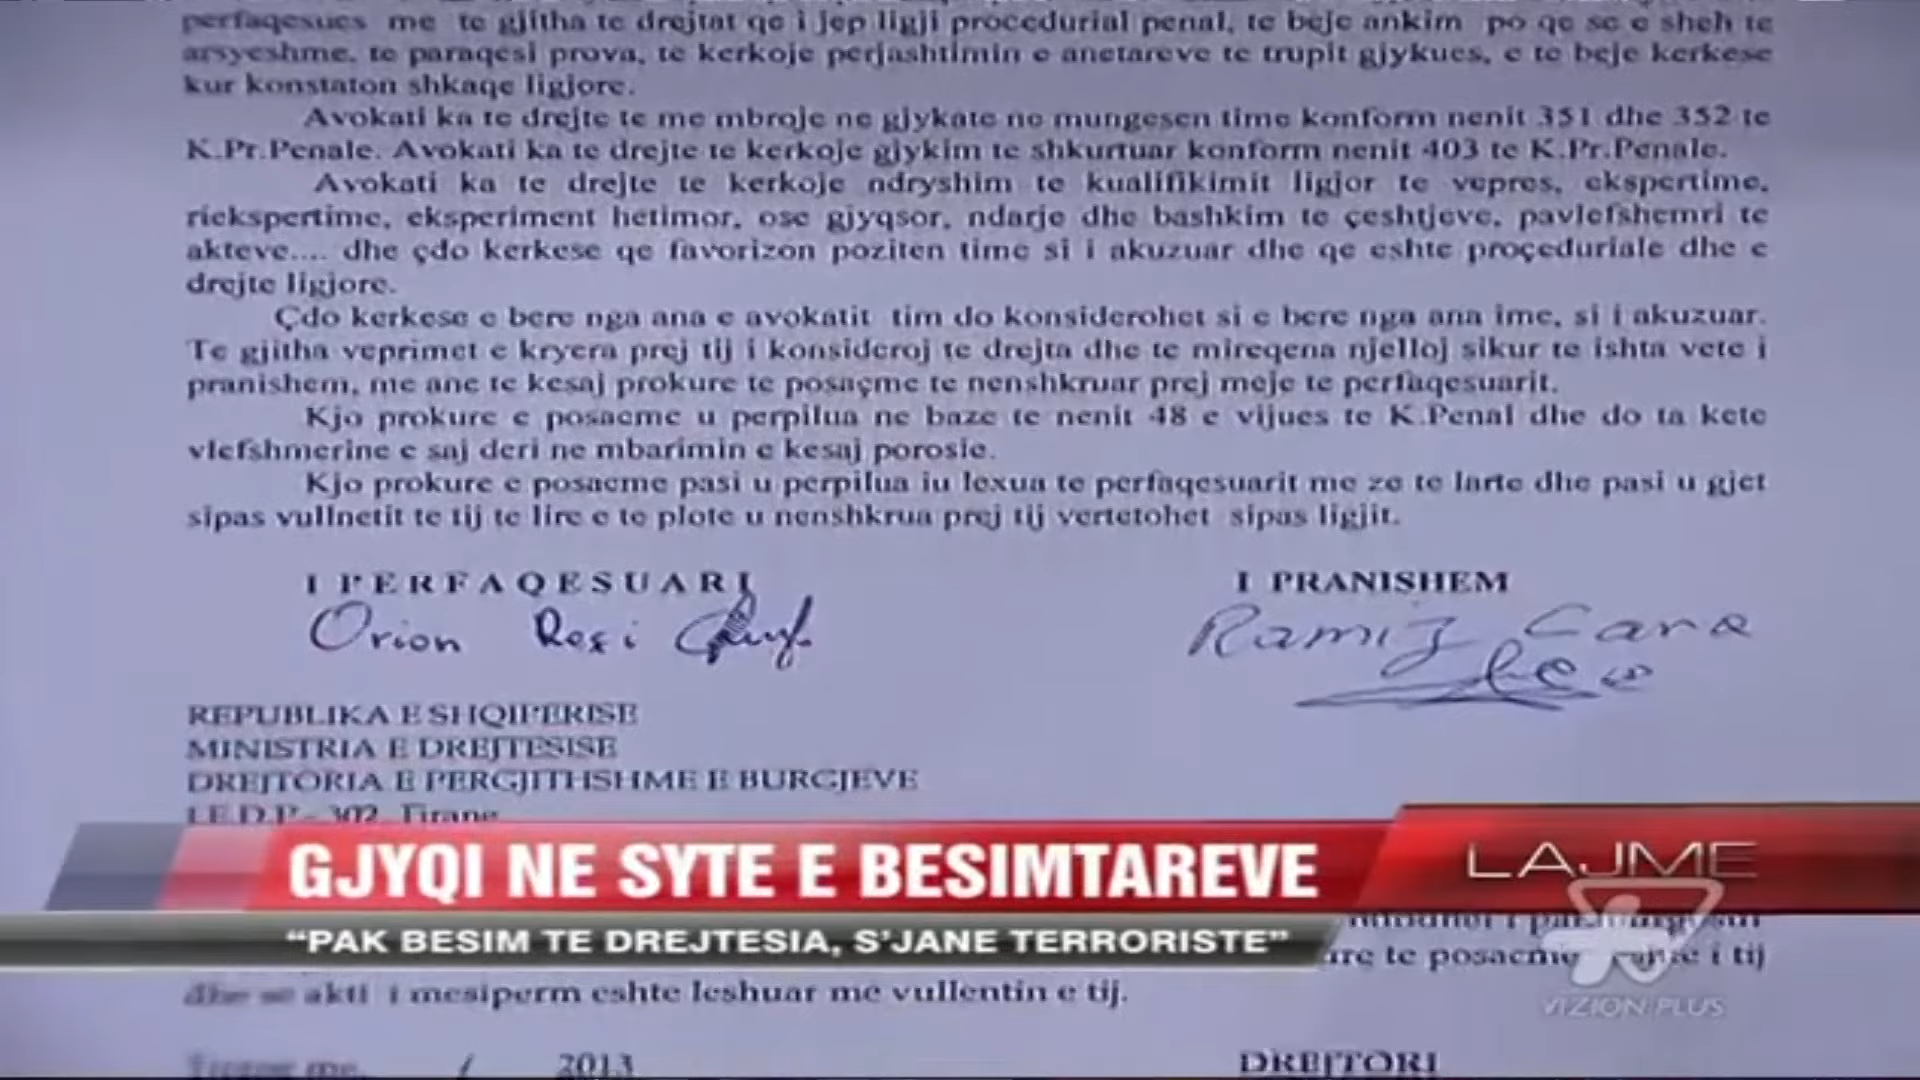 perfaqesues me te gjitha te drejtat qe i jep ligji procedurial penal, te beje ankim po qe se e sheh te
arsyeshme, te paraqesi prova, te kerkoje perjashtimin e anetareve te trupit gjykues, e te beje kerkese
kur konstaton shkaqe ligjore.
Avokati ka te drejte te me mbroje ne gjykate ne mungesen time konform nenit 351 dhe 352 te
K.Pr.Penale. Avokati ka te drejte te kerkoje gjykim te shkurtuar konform nenit 403 te K.Pr.Penale.
Avokati ka te drejte te kerkoje ndryshim te kualifikimit ligjor te vepres, ekspertime,
riekspertime, eksperiment hetimor, ose gjyqsor, ndarje dhe bashkim te çeshtjeve, pavlefshemri te
akteve.... dhe çdo kerkese qe favorizon poziten time si i akuzuar dhe qe eshte proçeduriale dhe e
drejte ligjore.
Çdo kerkese e bere nga ana e avokatit tim do konsiderohet si e bere nga ana ime, si i akuzuar.
Te gjitha veprimet e kryera prej tij i konsideroj te drejta dhe te mireqena njelloj sikur te ishta vete i
pranishem, me ane te kesaj prokure te posaçme te nenshkruar prej meje te perfaqesuarit.
Kjo prokure e posacme u perpilua ne baze te nenit 48 e vijues te K.Penal dhe do ta kete
vlefshmerine e saj deri ne mbarimin e kesaj porosie.
Kjo prokure e posacme pasi u perpilua iu lexua te perfaqesuarit me ze te larte dhe pasi u gjet
sipas vullnetit te tij te lire e te plote u nenshkrua prej tij vertetohet sipas ligjit.
I PERFAQESUARI I PRANISHEM
Orion Reçi Ramiz Cara
REPUBLIKA E SHQIPERISE
MINISTRIA E DREJTESISE
DREJTORIA E PERGJITHSHME E BURGJEVE
I.E.D.P - 302, Tirane
GJYQI NE SYTE E BESIMTAREVE
LAJME
"PAK BESIM TE DREJTESIA, S'JANE TERRORISTE"
te posacme i tij
dhe se akti i mesiperm eshte leshuar me vullentin e tij.
VIZION PLUS
Tirane me, / 2013 DREJTORI